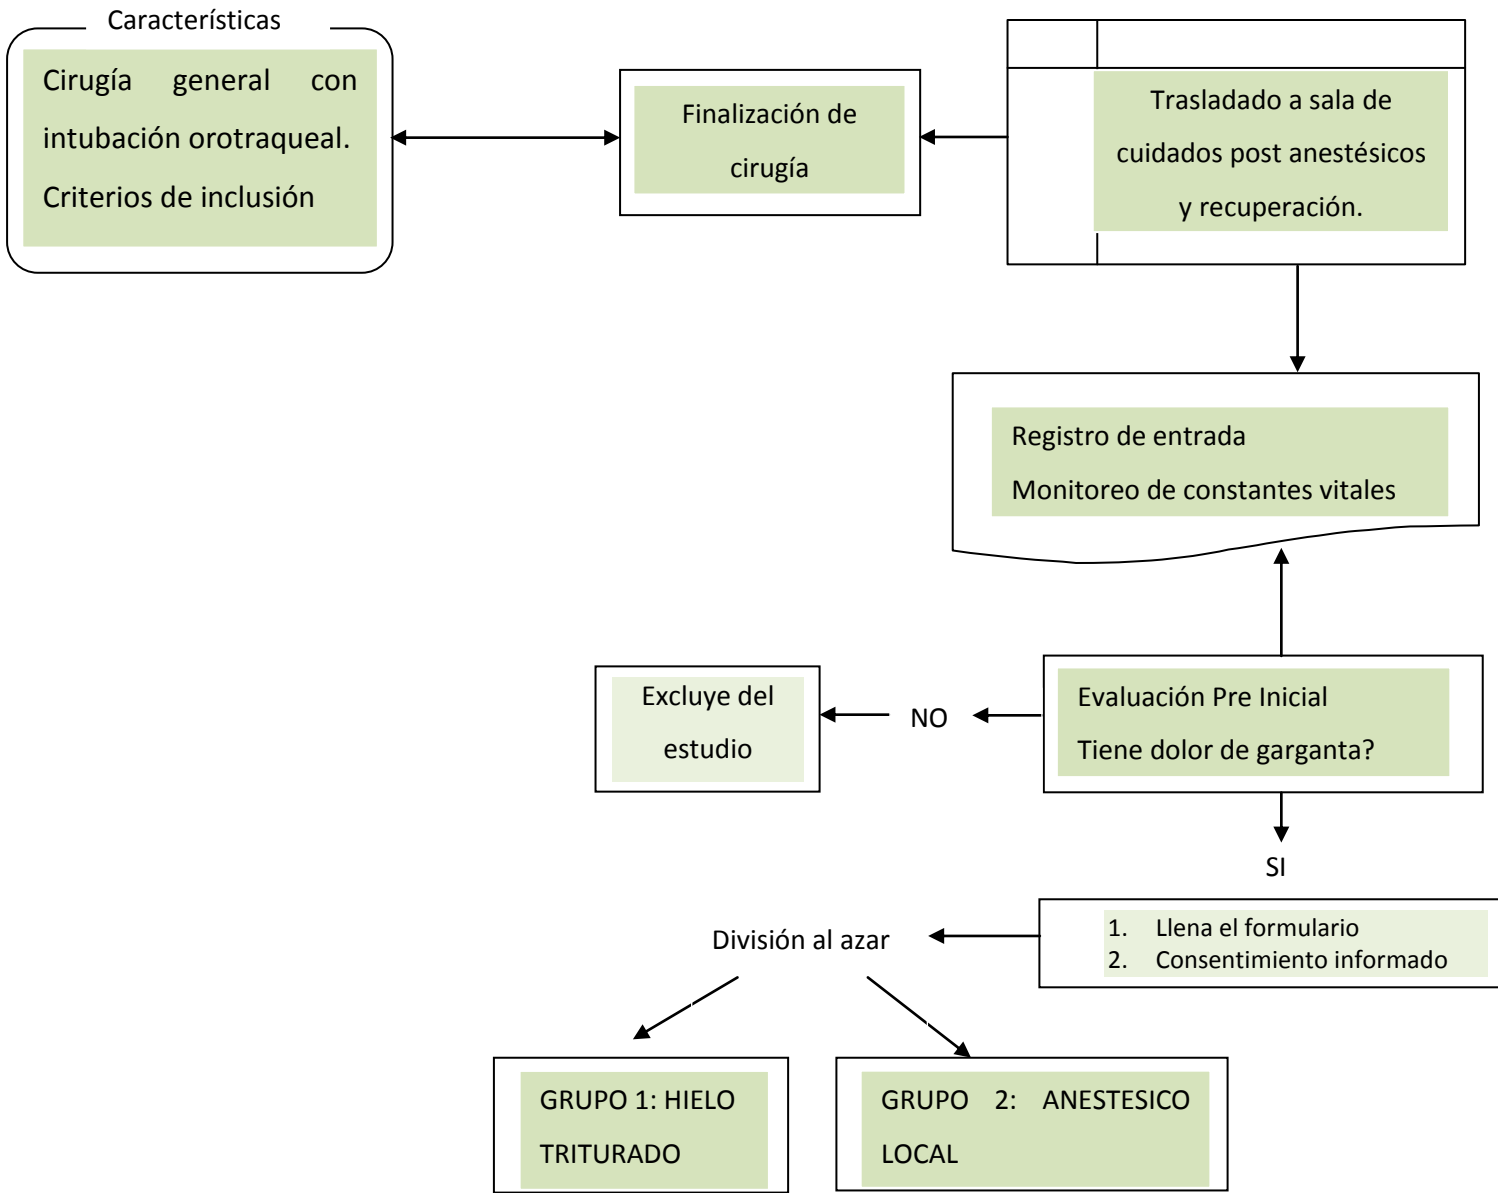 Características
Cirugía general con
intubación orotraqueal.
Criterios de inclusión
Finalización de
cirugía
Trasladado a sala de
cuidados post anestésicos
y recuperación.
Registro de entrada
Monitoreo de constantes vitales
Evaluación Pre Inicial
Tiene dolor de garganta?
NO
Excluye del
estudio
SI
1. Llena el formulario
2. Consentimiento informado
División al azar
GRUPO 1: HIELO
TRITURADO
GRUPO 2: ANESTESICO
LOCAL